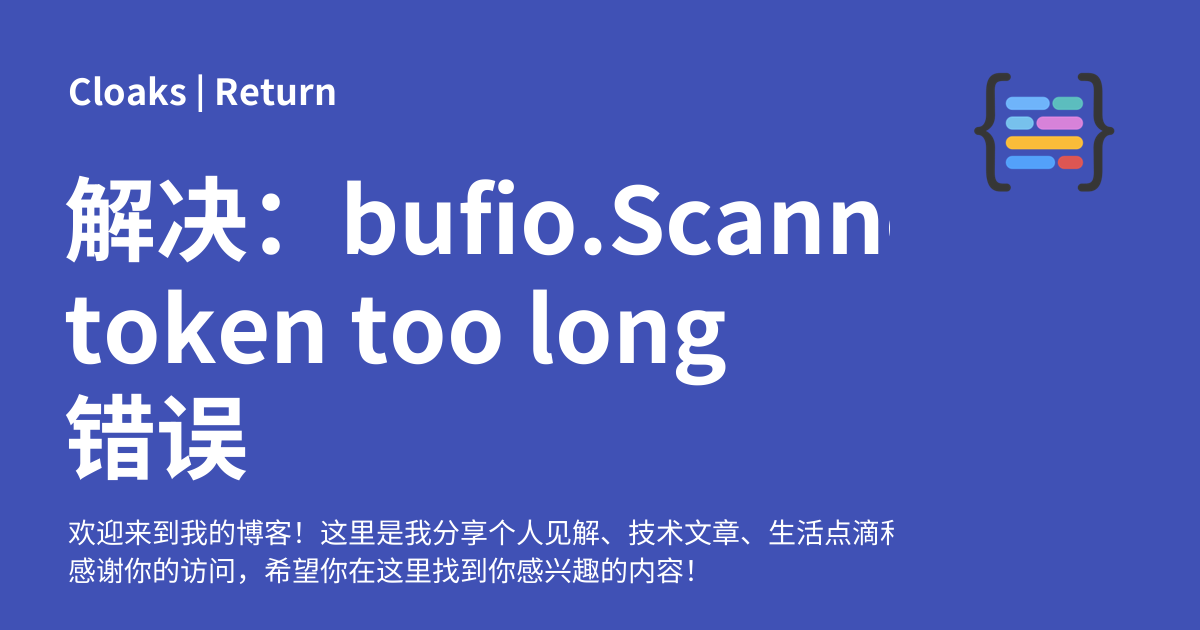 Cloaks | Return
解决：bufio.Scann
token too long
错误
欢迎来到我的博客！这里是我分享个人见解、技术文章、生活点滴
感谢你的访问，希望你在这里找到你感兴趣的内容！